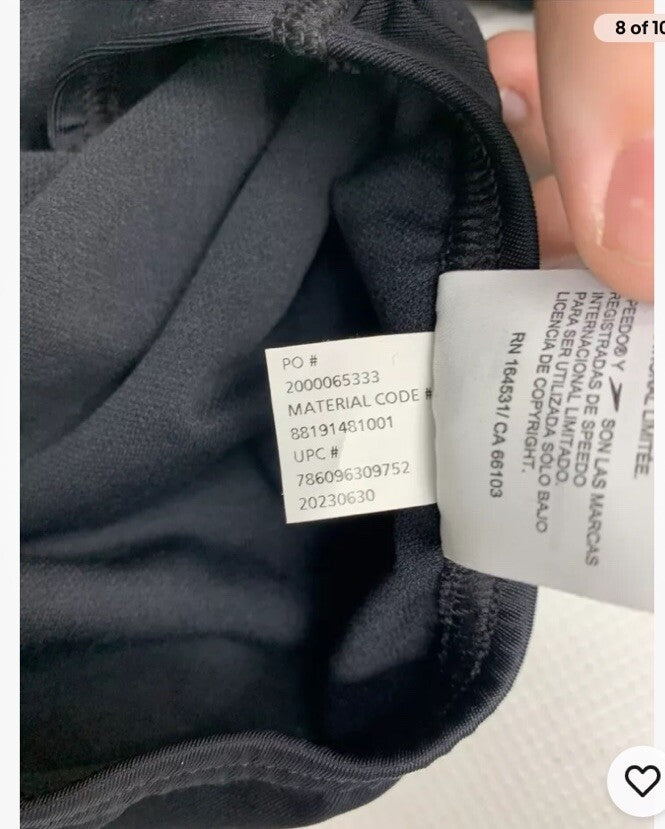 8 of 10
PO #
2000065333
MATERIAL CODE #
88191481001
UPC #
786096309752
20230630
LIMITÉE.
SPEEDO® Y SON LAS MARCAS
REGISTRADAS DE SPEEDO
INTERNACIONAL LIMITADO.
PARA SER UTILIZADA SÓLO BAJO
LICENCIA DE COPYRIGHT.
RN 164531/CA 66103